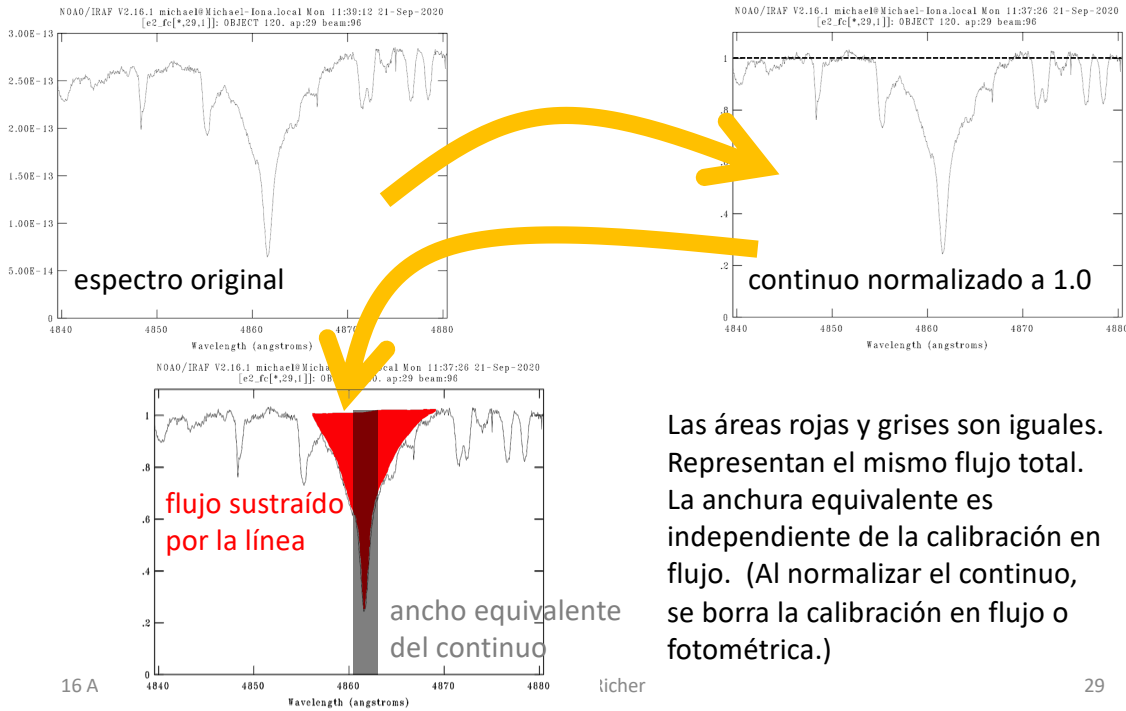 NOAO/IRAF V2.16.1 michael@Michael-Iona.local Mon 11:39:12 21-Sep-2020
[e2_fc[*,29,1]]: OBJECT 120. ap:29 beam:96
3.00E-13
2.50E-13
2.00E-13
1.50E-13
1.00E-13
5.00E-14
0
espectro original
4840 4850 4860 4870 4880
Wavelength (angstroms)
NOAO/IRAF V2.16.1 michael@Michael-Iona.local Mon 11:37:26 21-Sep-2020
[e2_fc[*,29,1]]: OBJECT 120. ap:29 beam:96
1
.8
.4
.2
0
continuo normalizado a 1.0
4840 4850 4860 4870 4880
Wavelength (angstroms)
NOAO/IRAF V2.16.1 michael@Micha cal Mon 11:37:26 21-Sep-2020
[e2_fc[*,29,1]]: OB 0. ap:29 beam:96
1
.8
.6
.4
.2
0
flujo sustraído
por la línea
ancho equivalente
del continuo
4840 4850 4860 4870 4880
Wavelength (angstroms)
Las áreas rojas y grises son iguales.
Representan el mismo flujo total.
La anchura equivalente es
independiente de la calibración en
flujo. (Al normalizar el continuo,
se borra la calibración en flujo o
fotométrica.)
16 A
icher
29